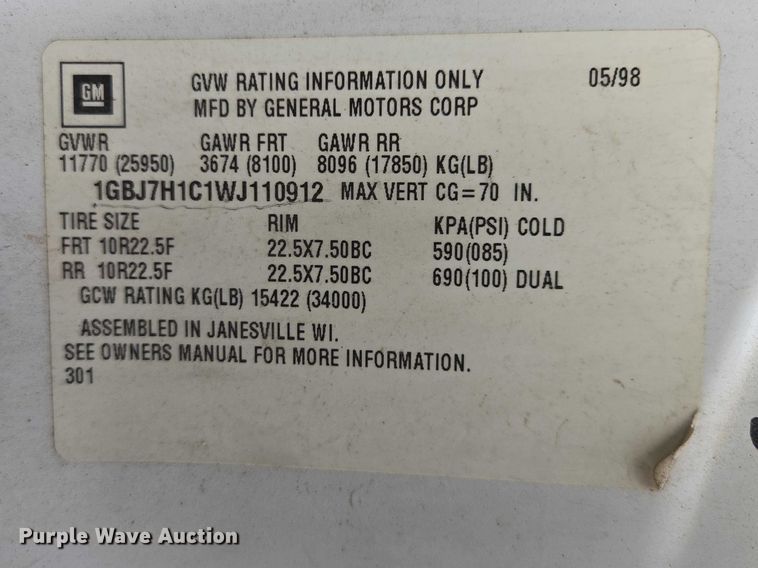 GM
GVW RATING INFORMATION ONLY 05/98
MFD BY GENERAL MOTORS CORP
GVWR GAWR FRT GAWR RR
11770 (25950) 3674 (8100) 8096 (17850) KG(LB)
1GBJ7H1C1WJ110912 MAX VERT CG=70 IN.
TIRE SIZE RIM KPA(PSI) COLD
FRT 10R22.5F 22.5X7.50BC 590(085)
RR 10R22.5F 22.5X7.50BC 690(100) DUAL
GCW RATING KG(LB) 15422 (34000)
ASSEMBLED IN JANESVILLE WI.
SEE OWNERS MANUAL FOR MORE INFORMATION.
301
Purple Wave Auction